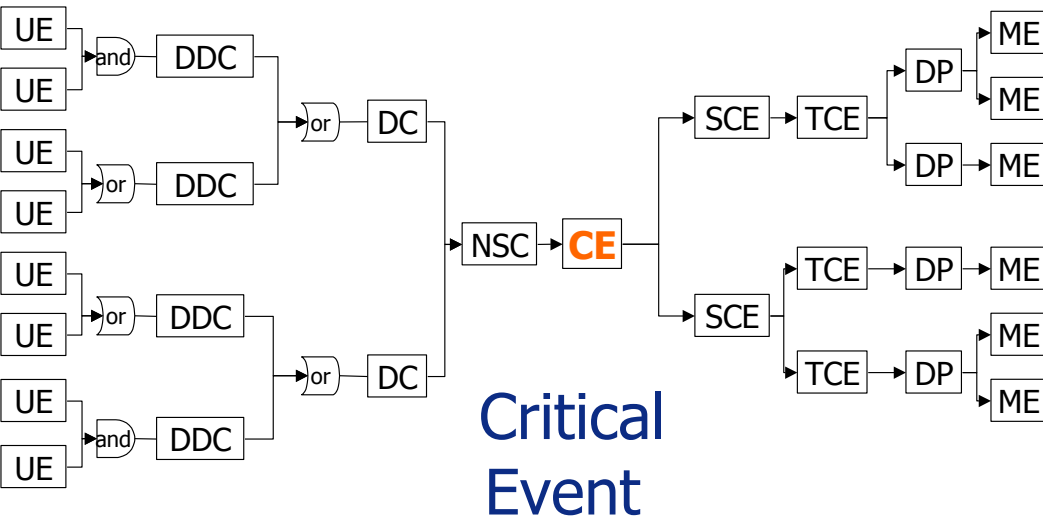 UE
UE
and
DDC
UE
UE
or
DDC
or
DC
UE
UE
or
DDC
UE
UE
and
DDC
or
DC
NSC
CE
SCE
TCE
DP
ME
ME
DP
ME
SCE
TCE
DP
ME
TCE
DP
ME
ME
Critical
Event